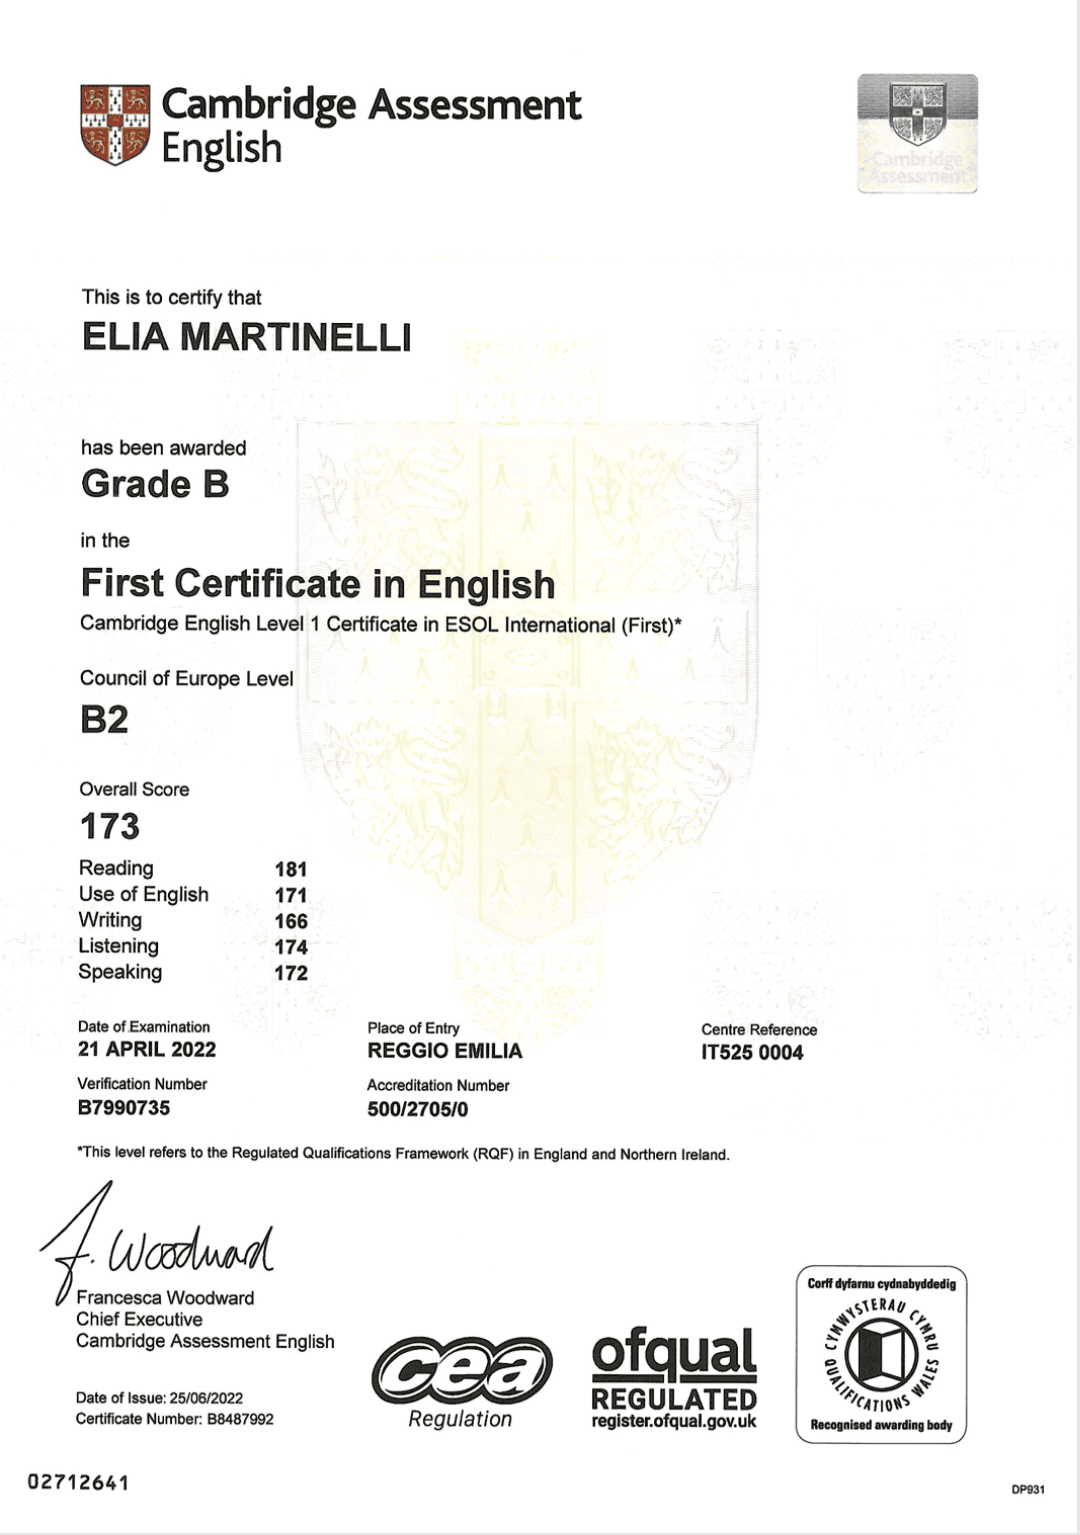 Cambridge Assessment
English
Cambridge
Assessment
This is to certify that
ELIA MARTINELLI
has been awarded
Grade B
in the
First Certificate in English
Cambridge English Level 1 Certificate in ESOL International (First)*
Council of Europe Level
B2
Overall Score
173
Reading 181
Use of English 171
Writing 166
Listening 174
Speaking 172
Date of Examination Place of Entry Centre Reference
21 APRIL 2022 REGGIO EMILIA IT525 0004
Verification Number Accreditation Number
B7990735 500/2705/0
*This level refers to the Regulated Qualifications Framework (RQF) in England and Northern Ireland.
F. Woodward
Francesca Woodward
Chief Executive
Cambridge Assessment English
Date of Issue: 25/06/2022
Certificate Number: B8487992
cea
Regulation
ofqual
REGULATED
register.ofqual.gov.uk
Corff dyfarnu cydnabyddedig
CYMWYSTERAU CYMRU
QUALIFICATIONS WALES
Recognised awarding body
02712641
DP931